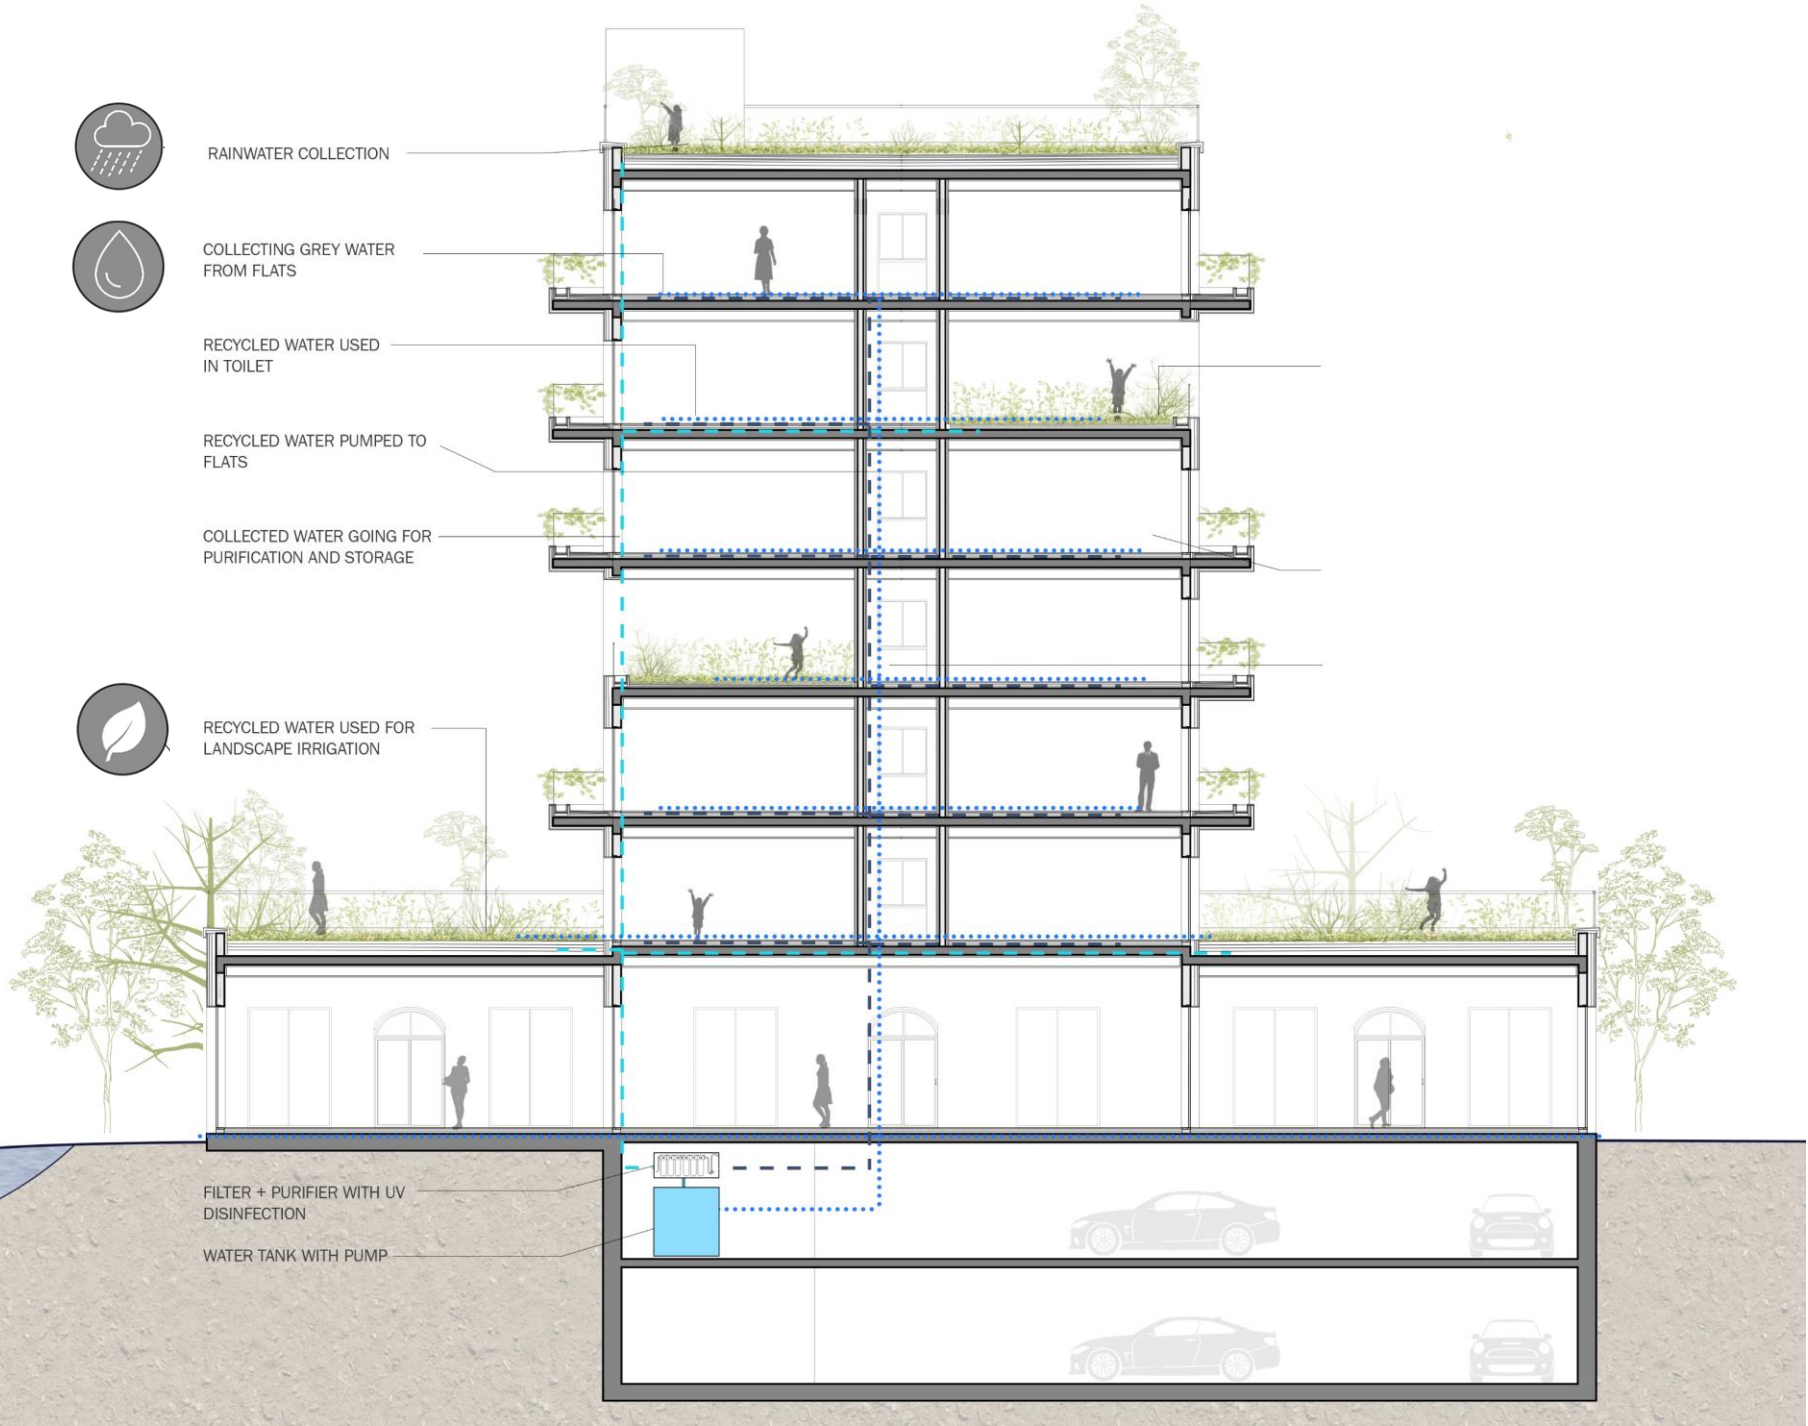 RAINWATER COLLECTION
COLLECTING GREY WATER
FROM FLATS
RECYCLED WATER USED
IN TOILET
RECYCLED WATER PUMPED TO
FLATS
COLLECTED WATER GOING FOR
PURIFICATION AND STORAGE
RECYCLED WATER USED FOR
LANDSCAPE IRRIGATION
FILTER + PURIFIER WITH UV
DISINFECTION
WATER TANK WITH PUMP